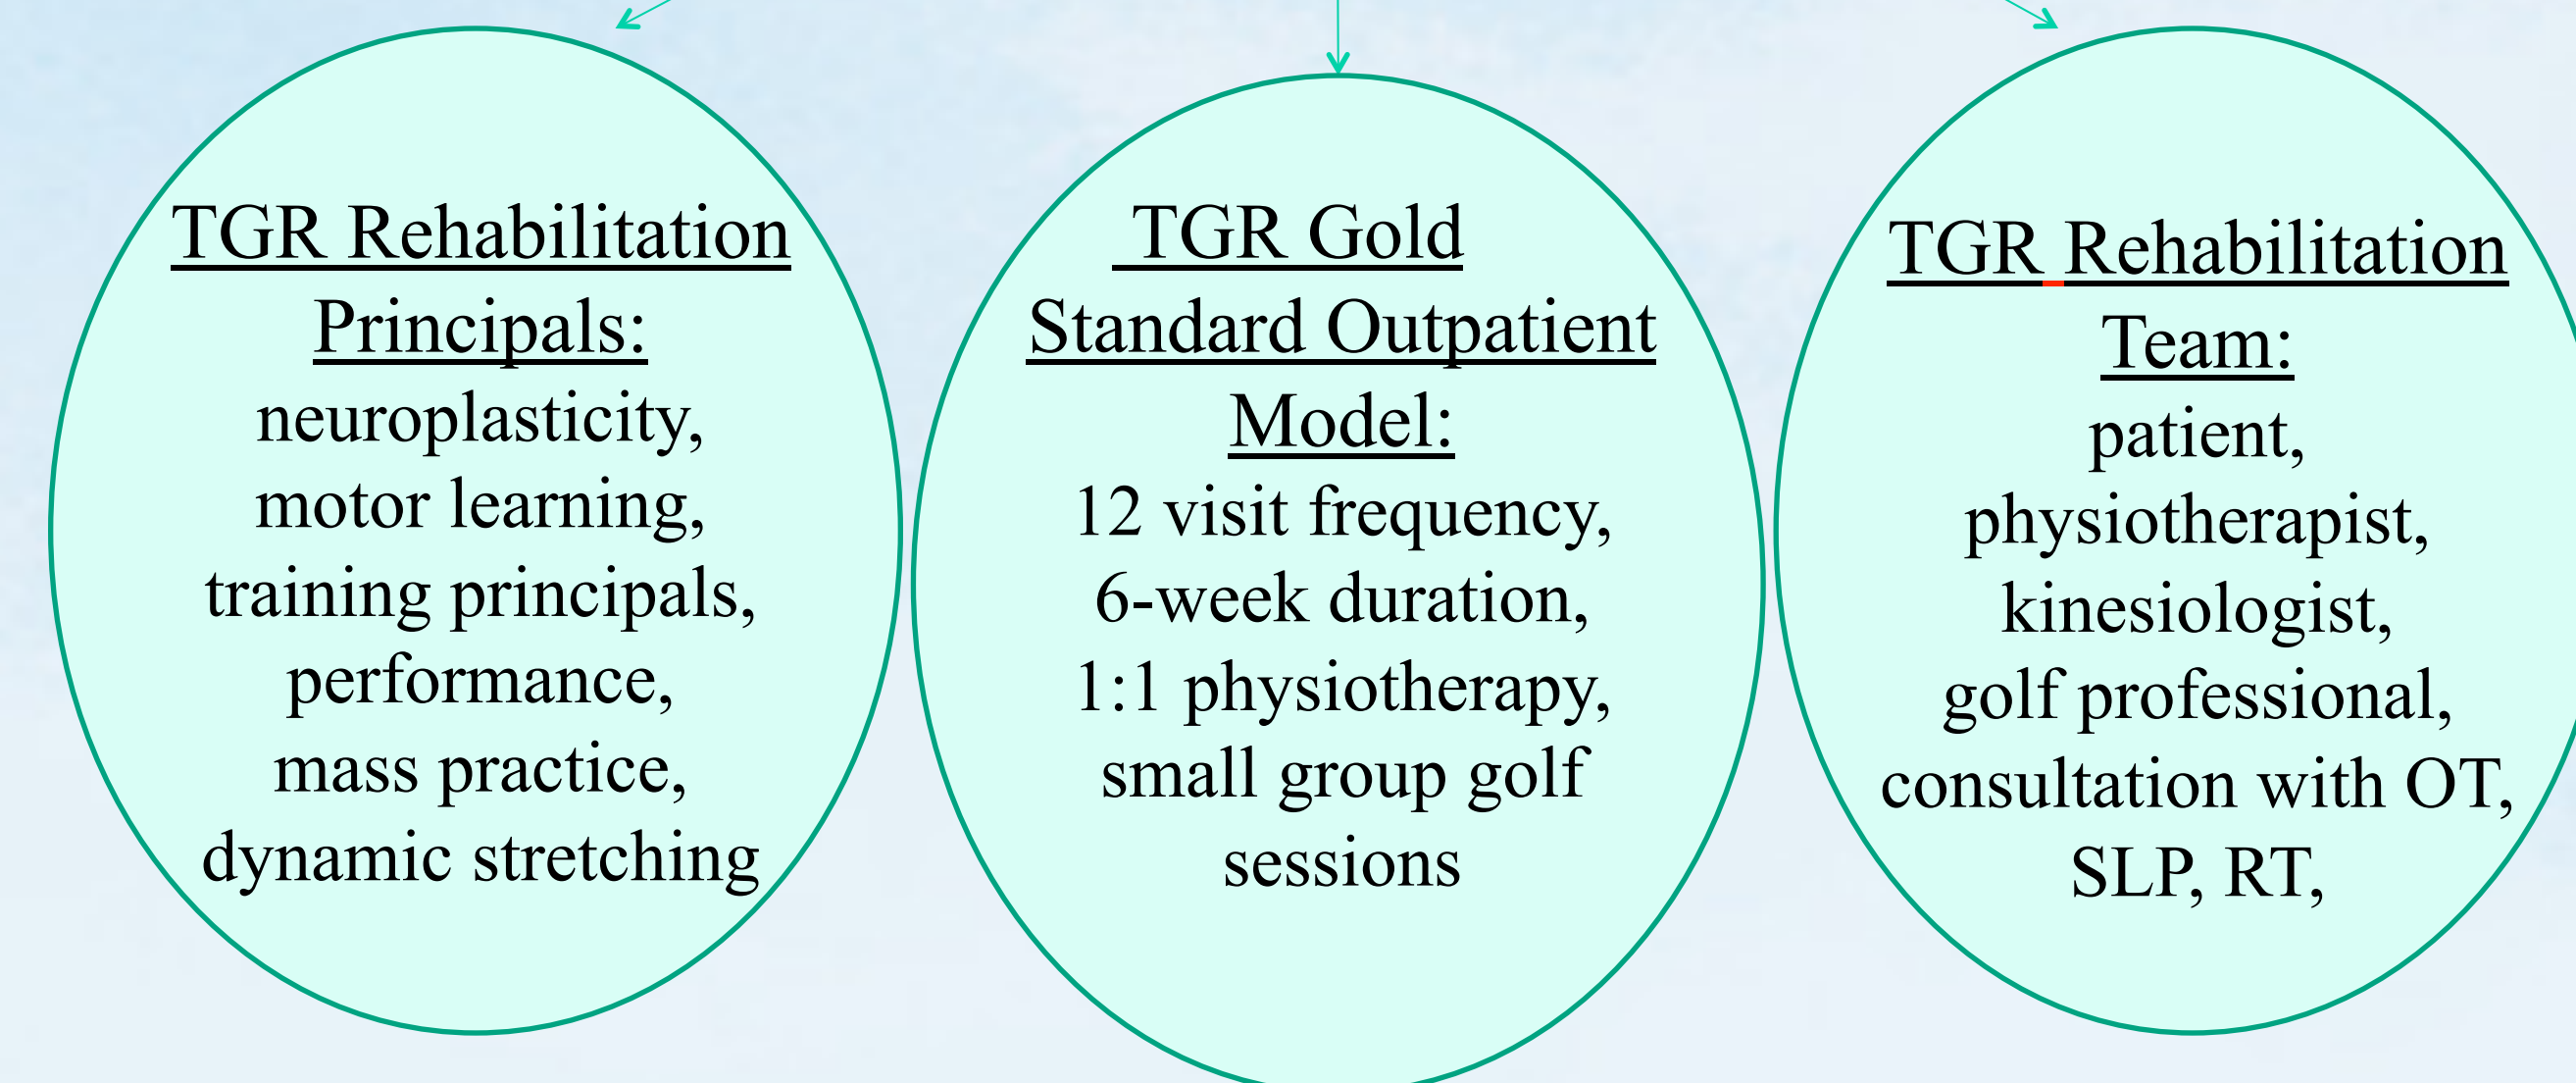 TGR Rehabilitation
Principals:
neuroplasticity,
motor learning,
training principals,
performance,
mass practice,
dynamic stretching
TGR Gold
Standard Outpatient
Model:
12 visit frequency,
6-week duration,
1:1 physiotherapy,
small group golf
sessions
TGR Rehabilitation
Team:
patient,
physiotherapist,
kinesiologist,
golf professional,
consultation with OT,
SLP, RT,